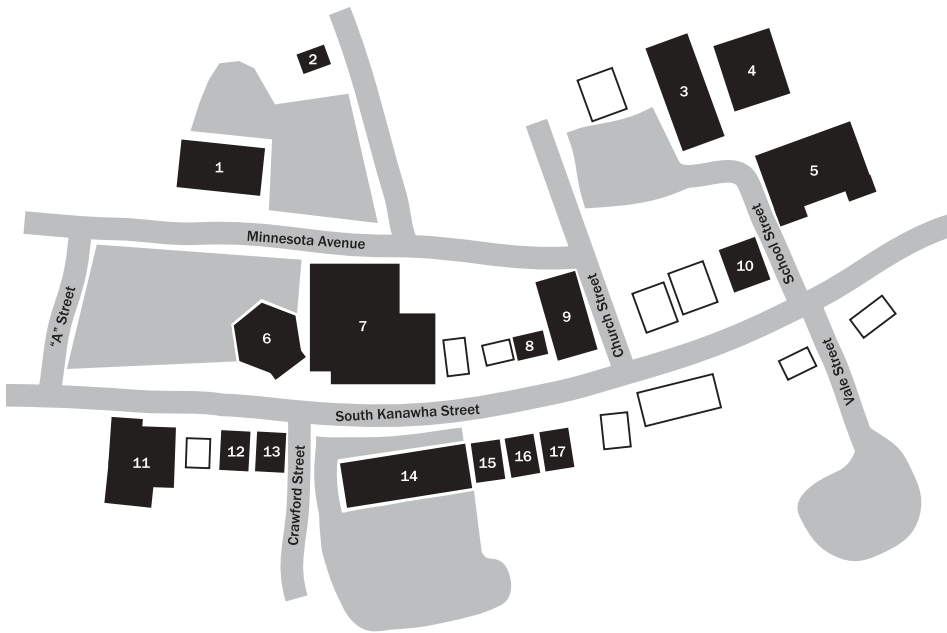 2
3
4
1
5
Minnesota Avenue
School Street
10
"A" Street
6
7
9
8
Church Street
Vale Street
South Kanawha Street
11
12
13
Crawford Street
14
15
16
17